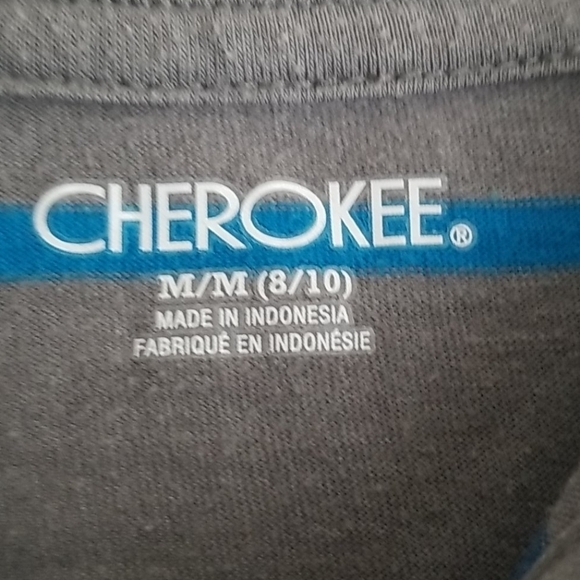 CHEROKEE®
M/M (8/10)
MADE IN INDONESIA
FABRIQUÉ EN INDONÉSIE